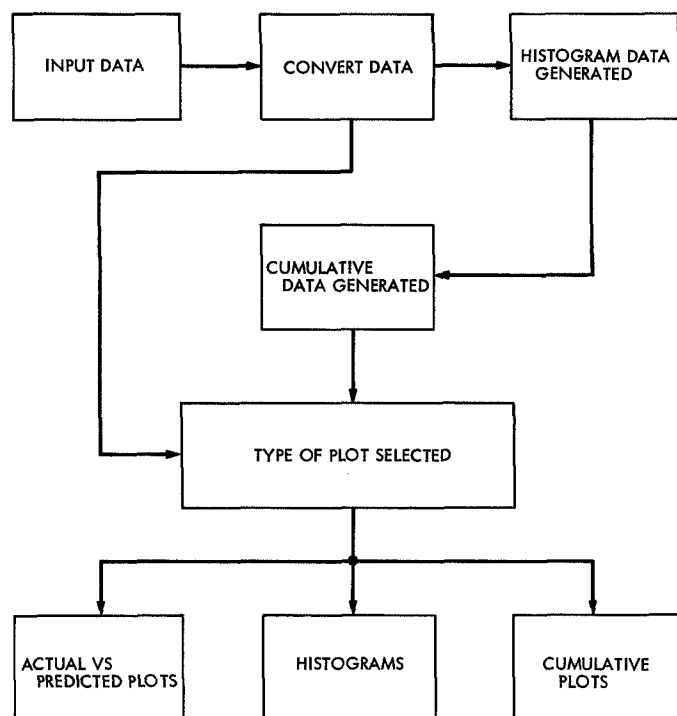 INPUT DATA
CONVERT DATA
HISTOGRAM DATA
GENERATED
CUMULATIVE
DATA GENERATED
TYPE OF PLOT SELECTED
ACTUAL VS
PREDICTED PLOTS
HISTOGRAMS
CUMULATIVE
PLOTS